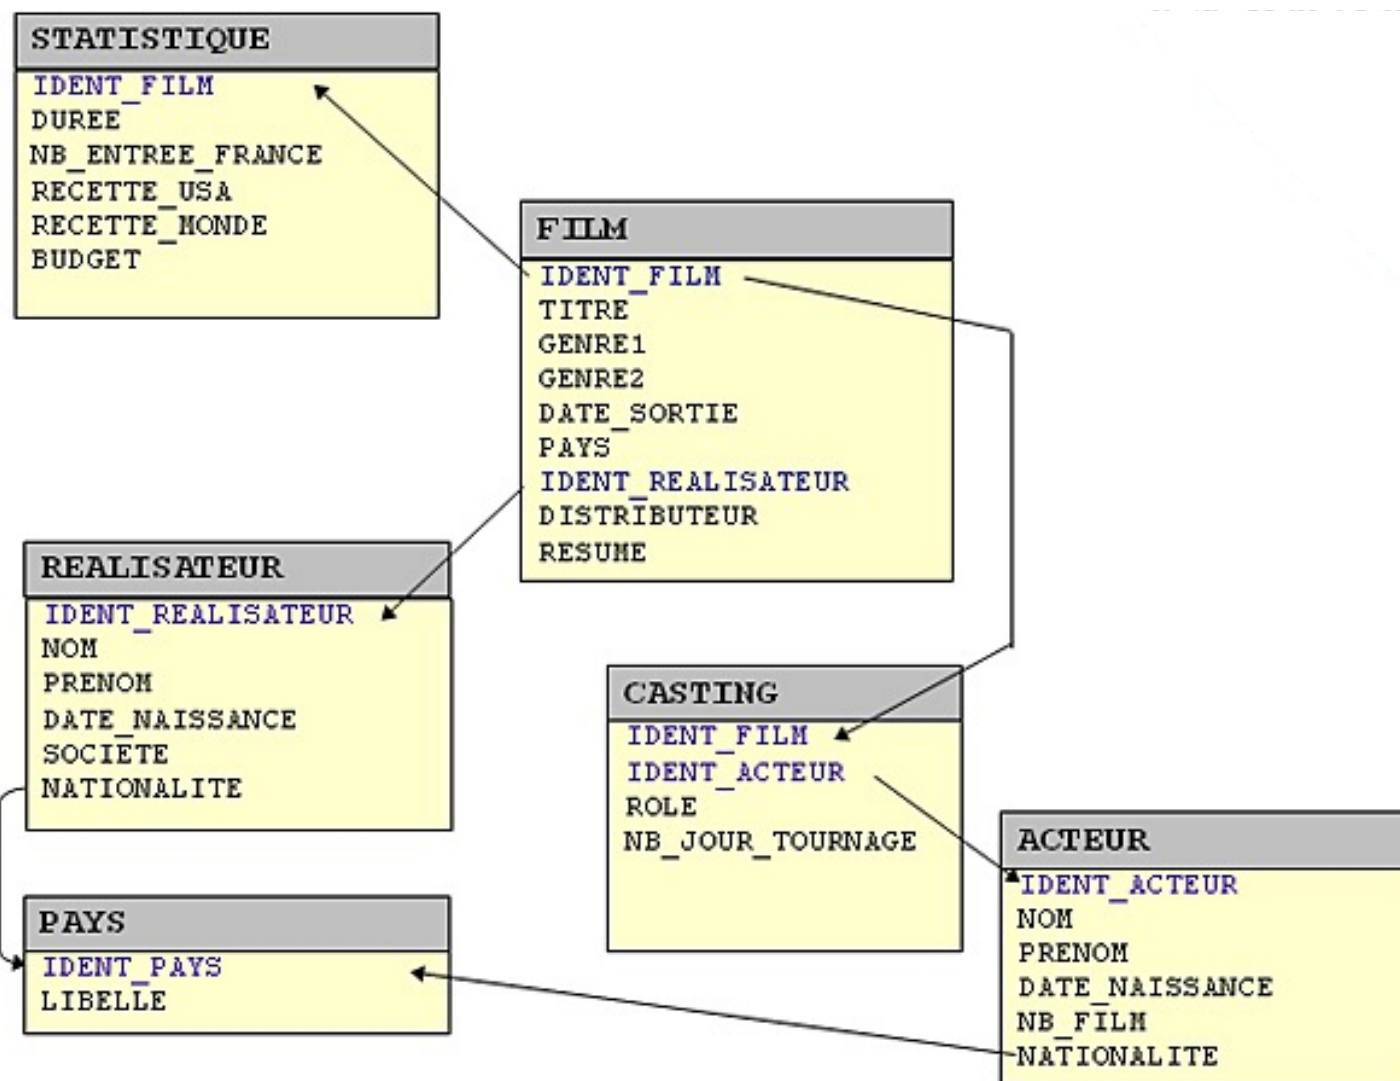 STATISTIQUE
IDENT_FILM
DUREE
NB_ENTREE_FRANCE
RECETTE_USA
RECETTE_MONDE
BUDGET
FILM
IDENT_FILM
TITRE
GENRE1
GENRE2
DATE_SORTIE
PAYS
IDENT_REALISATEUR
DISTRIBUTEUR
RESUME
REALISATEUR
IDENT_REALISATEUR
NOM
PRENOM
DATE_NAISSANCE
SOCIETE
NATIONALITE
CASTING
IDENT_FILM
IDENT_ACTEUR
ROLE
NB_JOUR_TOURNAGE
ACTEUR
IDENT_ACTEUR
NOM
PRENOM
DATE_NAISSANCE
NB_FILM
NATIONALITE
PAYS
IDENT_PAYS
LIBELLE